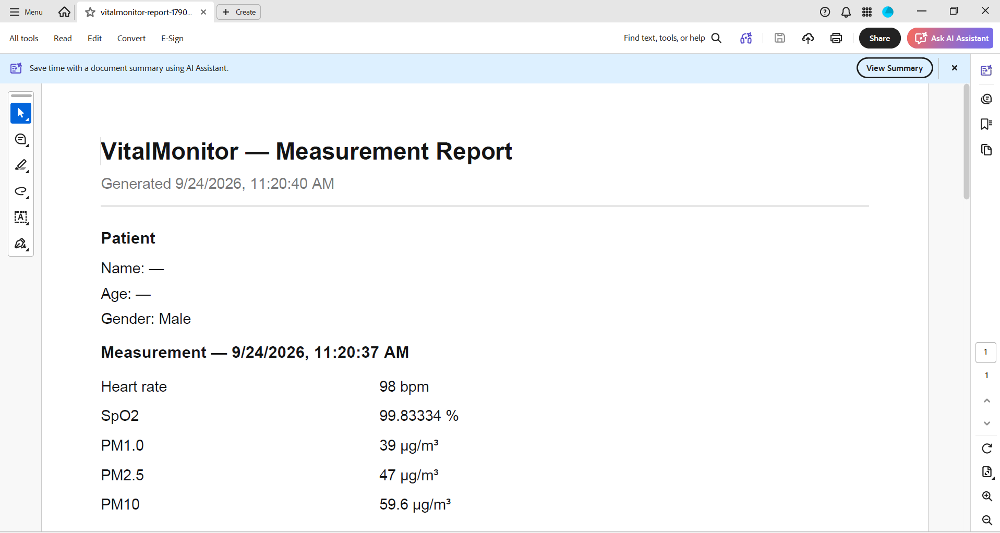 Menu
vitalmonitor-report-1790...
Create
All tools
Read
Edit
Convert
E-Sign
Find text, tools, or help
Share
Ask AI Assistant
Save time with a document summary using AI Assistant.
View Summary
VitalMonitor — Measurement Report
Generated 9/24/2026, 11:20:40 AM
Patient
Name: —
Age: —
Gender: Male
Measurement — 9/24/2026, 11:20:37 AM
Heart rate 98 bpm
SpO2 99.83334 %
PM1.0 39 µg/m³
PM2.5 47 µg/m³
PM10 59.6 µg/m³
1
1